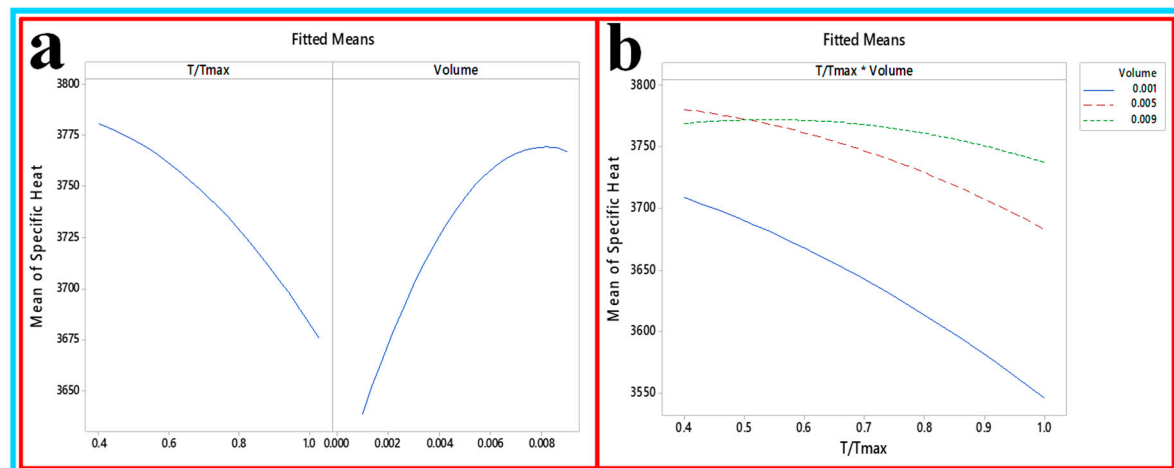 a
Fitted Means
T/Tmax Volume
Mean of Specific Heat
3800
3775
3750
3725
3700
3675
3650
0.4 0.6 0.8 1.0 0.000 0.002 0.004 0.006 0.008
b
Fitted Means
T/Tmax * Volume
Mean of Specific Heat
3800
3750
3700
3650
3600
3550
0.4 0.5 0.6 0.7 0.8 0.9 1.0
T/Tmax
Volume
0.001
0.005
0.009